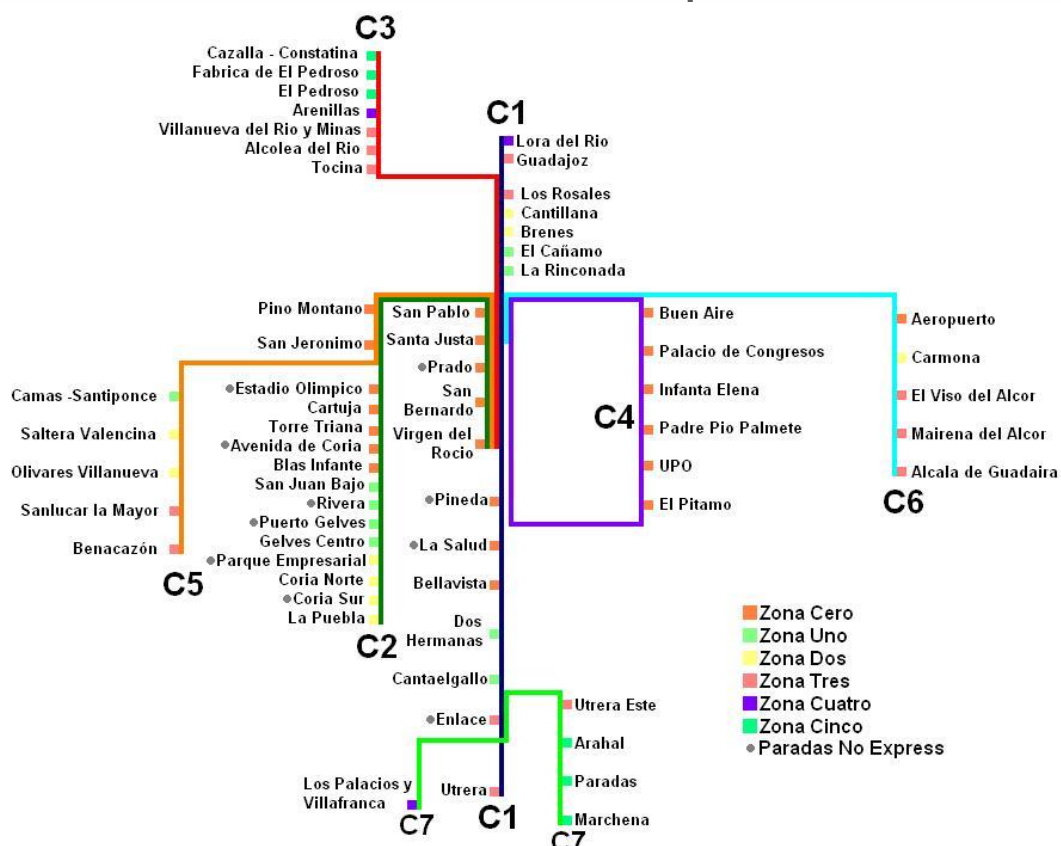 C3
Cazalla - Constatina
Fabrica de El Pedroso
El Pedroso
Arenillas
Villanueva del Rio y Minas
Alcolea del Rio
Tocina
C1
Lora del Rio
Guadajoz
Los Rosales
Cantillana
Brenes
El Cañamo
La Rinconada
Pino Montano
San Jeronimo
San Pablo
Santa Justa
Prado
San
Bernardo
Virgen del
Rocio
Pineda
La Salud
Bellavista
Dos
Hermanas
Cantaelgallo
Enlace
Utrera
C1
Buen Aire
Palacio de Congresos
Infanta Elena
Padre Pio Palmete
UPO
El Pitamo
C4
Aeropuerto
Carmona
El Viso del Alcor
Mairena del Alcor
Alcala de Guadaira
C6
Camas -Santiponce
Saltera Valencina
Olivares Villanueva
Sanlucar la Mayor
Benacazón
C5
Estadio Olimpico
Cartuja
Torre Triana
Avenida de Coria
Blas Infante
San Juan Bajo
Rivera
Puerto Gelves
Gelves Centro
Parque Empresarial
Coria Norte
Coria Sur
La Puebla
C2
Los Palacios y
Villafranca
C7
Utrera Este
Arahal
Paradas
Marchena
C7
Zona Cero
Zona Uno
Zona Dos
Zona Tres
Zona Cuatro
Zona Cinco
Paradas No Express